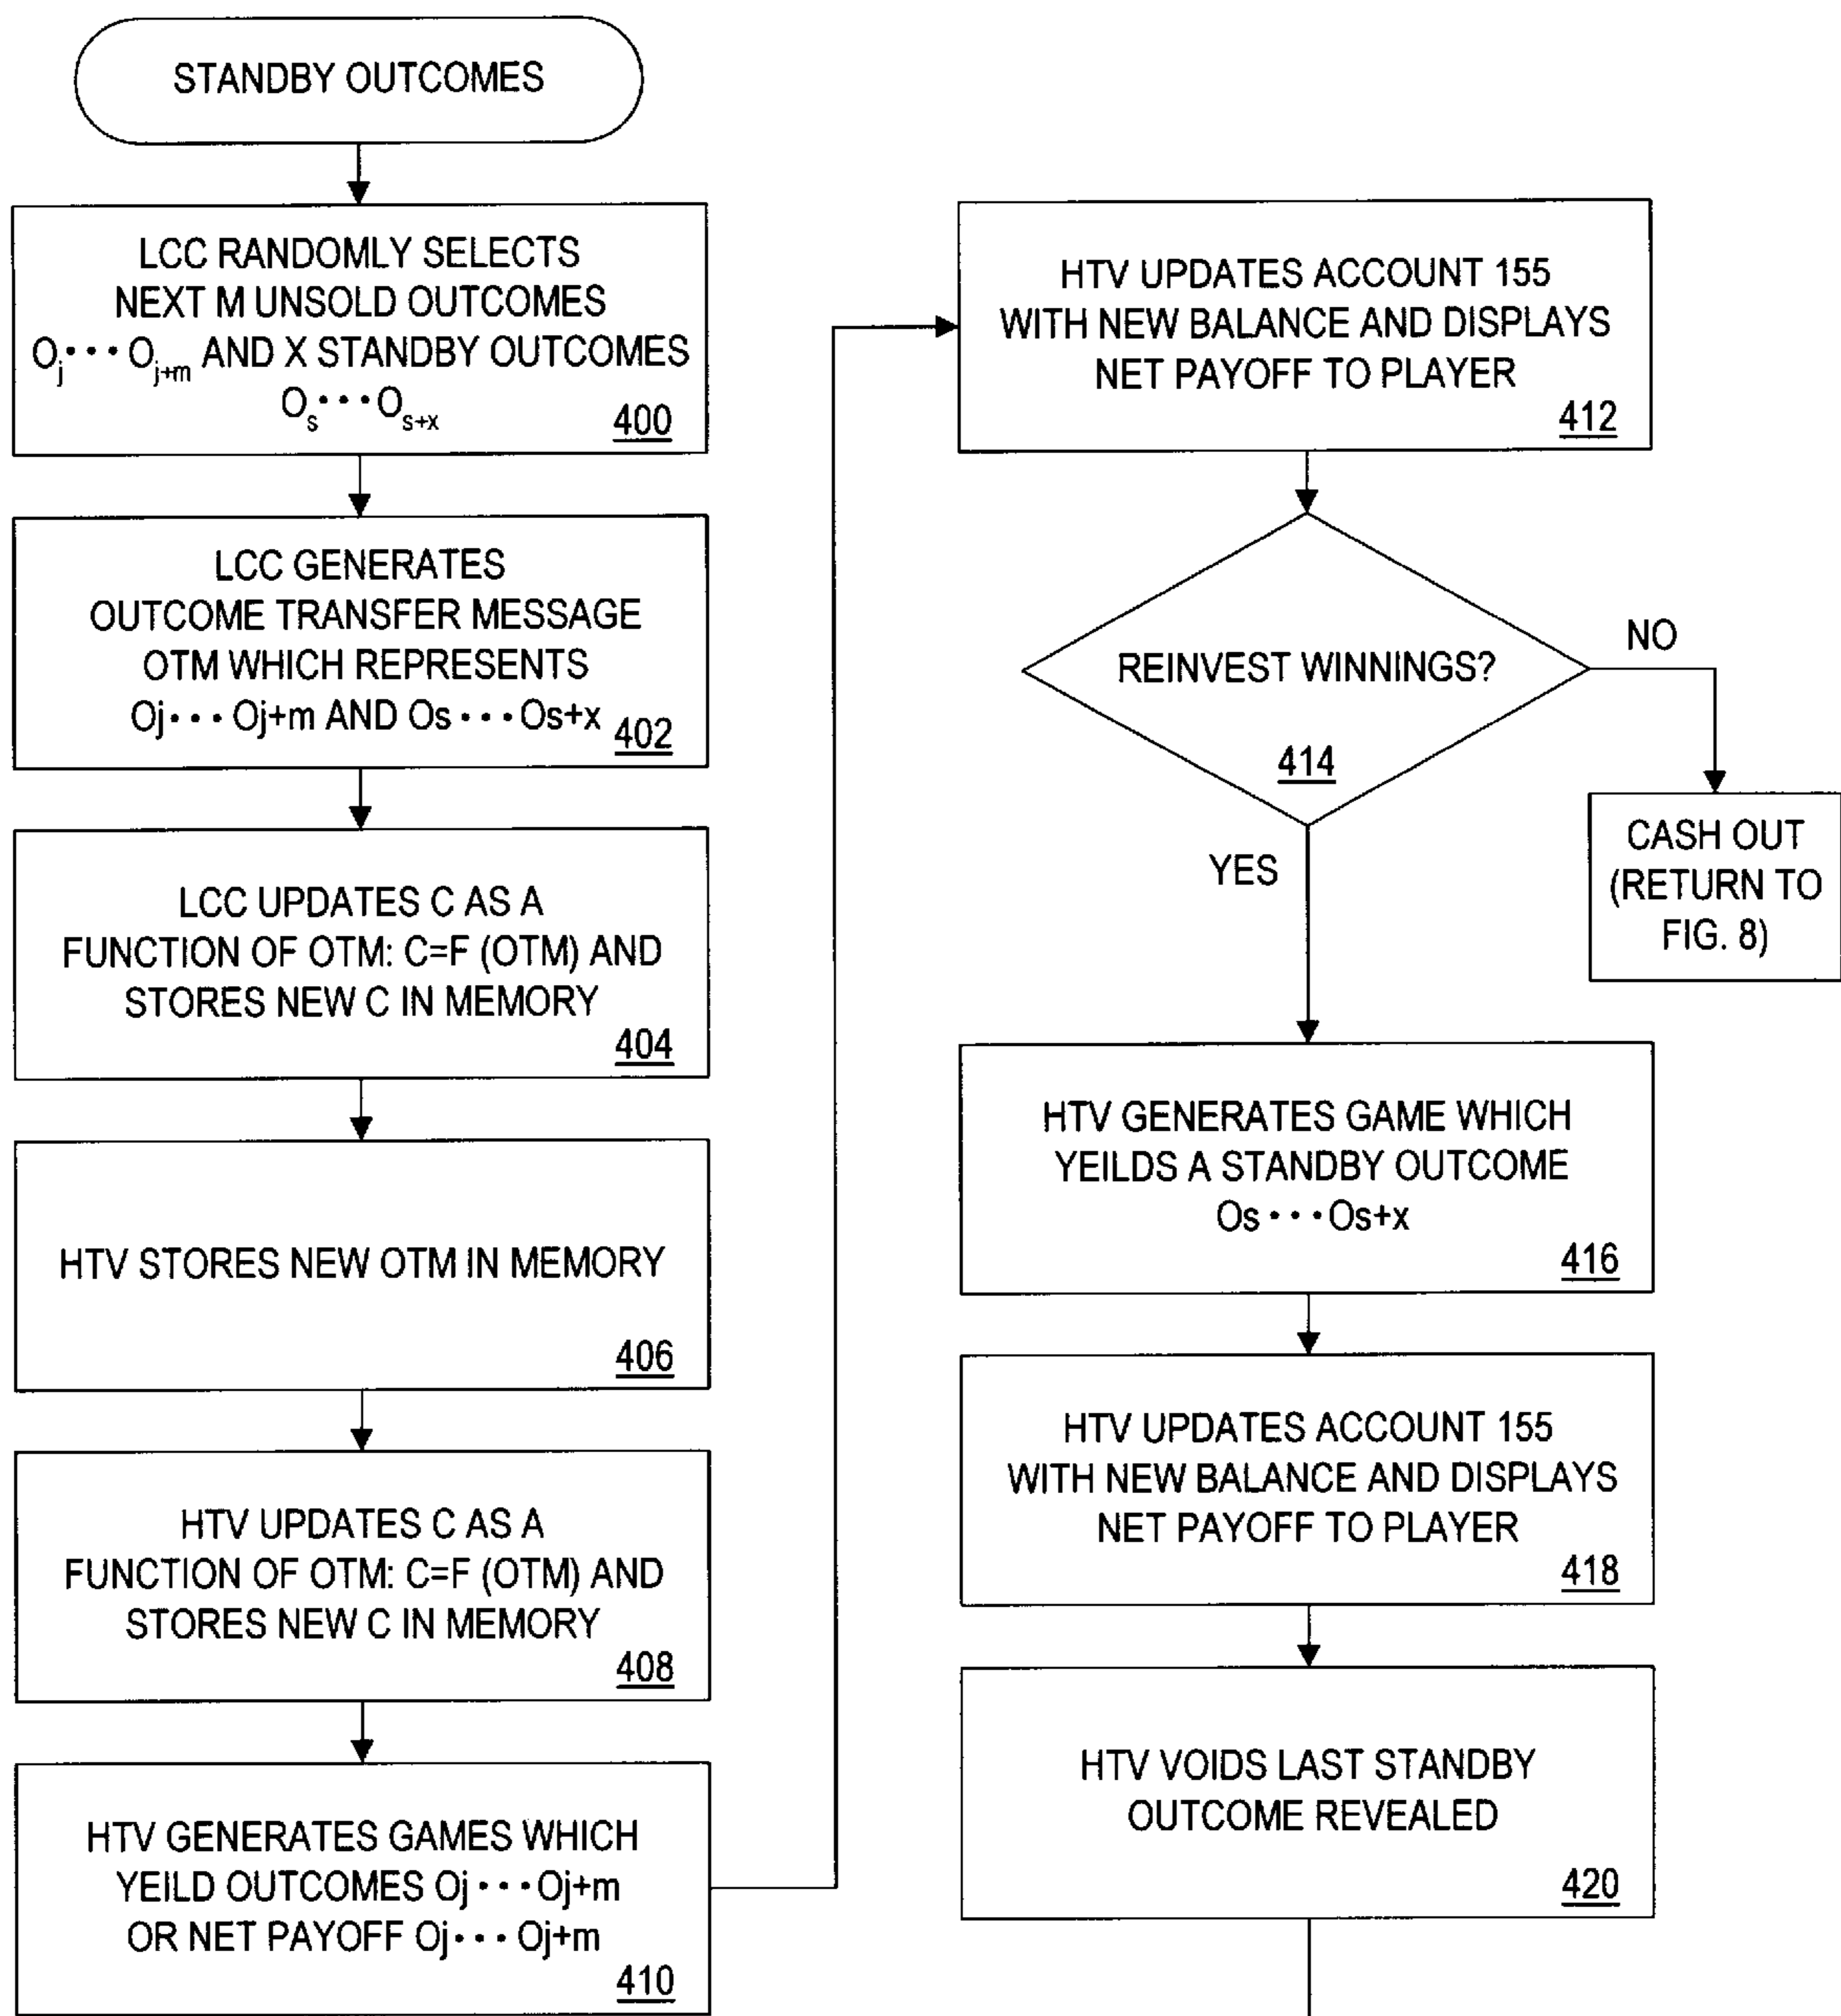 STANDBY OUTCOMES
LCC RANDOMLY SELECTS
NEXT M UNSOLD OUTCOMES
Oj···Oj+m AND X STANDBY OUTCOMES
Os···Os+x
400
LCC GENERATES
OUTCOME TRANSFER MESSAGE
OTM WHICH REPRESENTS
Oj···Oj+m AND Os···Os+x
402
LCC UPDATES C AS A
FUNCTION OF OTM: C=F (OTM) AND
STORES NEW C IN MEMORY
404
HTV STORES NEW OTM IN MEMORY
406
HTV UPDATES C AS A
FUNCTION OF OTM: C=F (OTM) AND
STORES NEW C IN MEMORY
408
HTV GENERATES GAMES WHICH
YEILD OUTCOMES Oj···Oj+m
OR NET PAYOFF Oj···Oj+m
410
HTV UPDATES ACCOUNT 155
WITH NEW BALANCE AND DISPLAYS
NET PAYOFF TO PLAYER
412
REINVEST WINNINGS?
414
NO
CASH OUT
(RETURN TO
FIG. 8)
YES
HTV GENERATES GAME WHICH
YEILDS A STANDBY OUTCOME
Os···Os+x
416
HTV UPDATES ACCOUNT 155
WITH NEW BALANCE AND DISPLAYS
NET PAYOFF TO PLAYER
418
HTV VOIDS LAST STANDBY
OUTCOME REVEALED
420